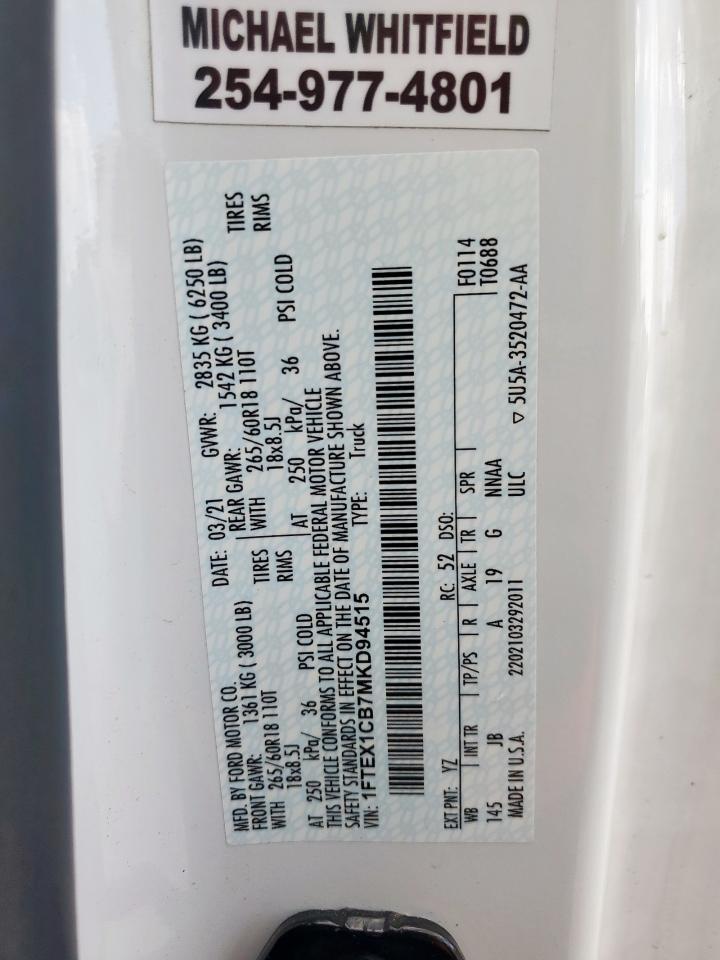 MICHAEL WHITFIELD
254-977-4801
MFD. BY FORD MOTOR CO.
DATE: 03/21 GVWR: 2835 KG ( 6250 LB)
FRONT GAWR: 1361 KG ( 3000 LB) REAR GAWR: 1542 KG ( 3400 LB)
WITH 265/60R18 110T TIRES WITH 265/60R18 110T TIRES
18x8.5J RIMS 18x8.5J RIMS
AT 250 kPa/ 36 PSI COLD AT 250 kPa/ 36 PSI COLD
THIS VEHICLE CONFORMS TO ALL APPLICABLE FEDERAL MOTOR VEHICLE
SAFETY STANDARDS IN EFFECT ON THE DATE OF MANUFACTURE SHOWN ABOVE.
VIN: 1FTEX1CB7MKD94515 TYPE: Truck
EXT PNT: YZ RC: 52 DSO: F0114
WB INT TR TP/PS R AXLE TR SPR T0688
145 JB A 19 G NNAA
MADE IN U.S.A. 2202103292011 ULC ▽ 5U5A-3520472-AA